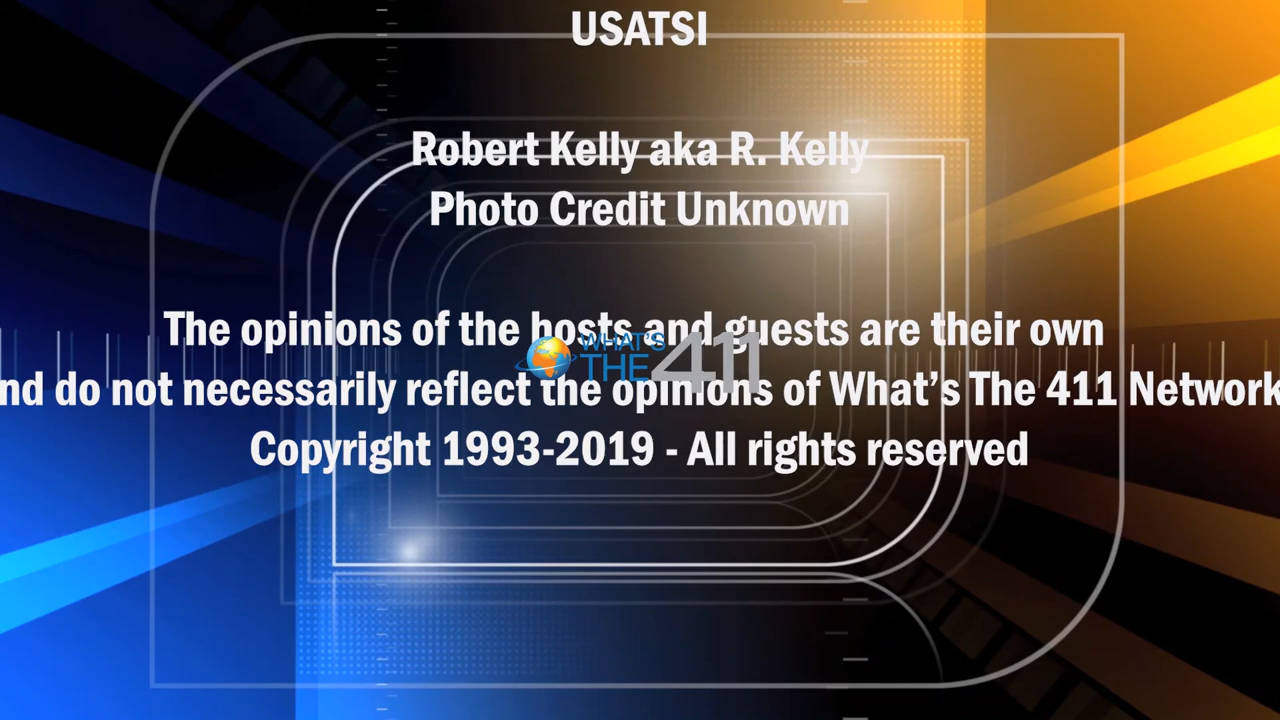 USATSI
Robert Kelly aka R. Kelly
Photo Credit Unknown
The opinions of the hosts and guests are their own
WHAT'S
THE 411
nd do not necessarily reflect the opinions of What’s The 411 Network
Copyright 1993-2019 - All rights reserved